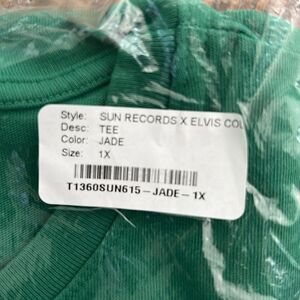 Style: SUN RECORDS X ELVIS COL
Desc: TEE
Color: JADE
Size: 1X
T1360SUN615-JADE-1X